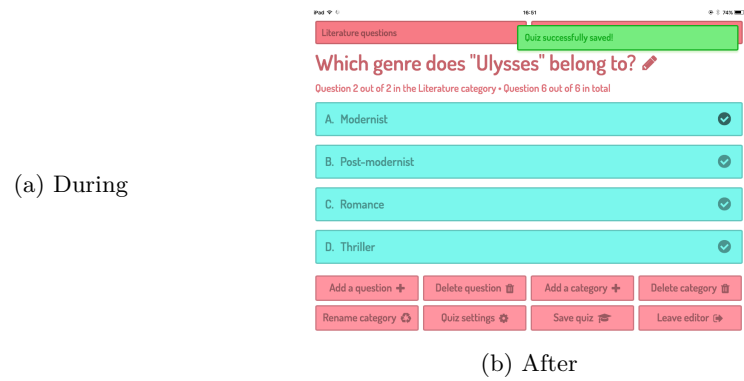 iPad 16:51 74%
Literature questions
Quiz successfully saved!
Which genre does "Ulysses" belong to?
Question 2 out of 2 in the Literature category • Question 6 out of 6 in total
A. Modernist
B. Post-modernist
C. Romance
D. Thriller
Add a question Delete question Add a category Delete category
Rename category Quiz settings Save quiz Leave editor
(a) During
(b) After